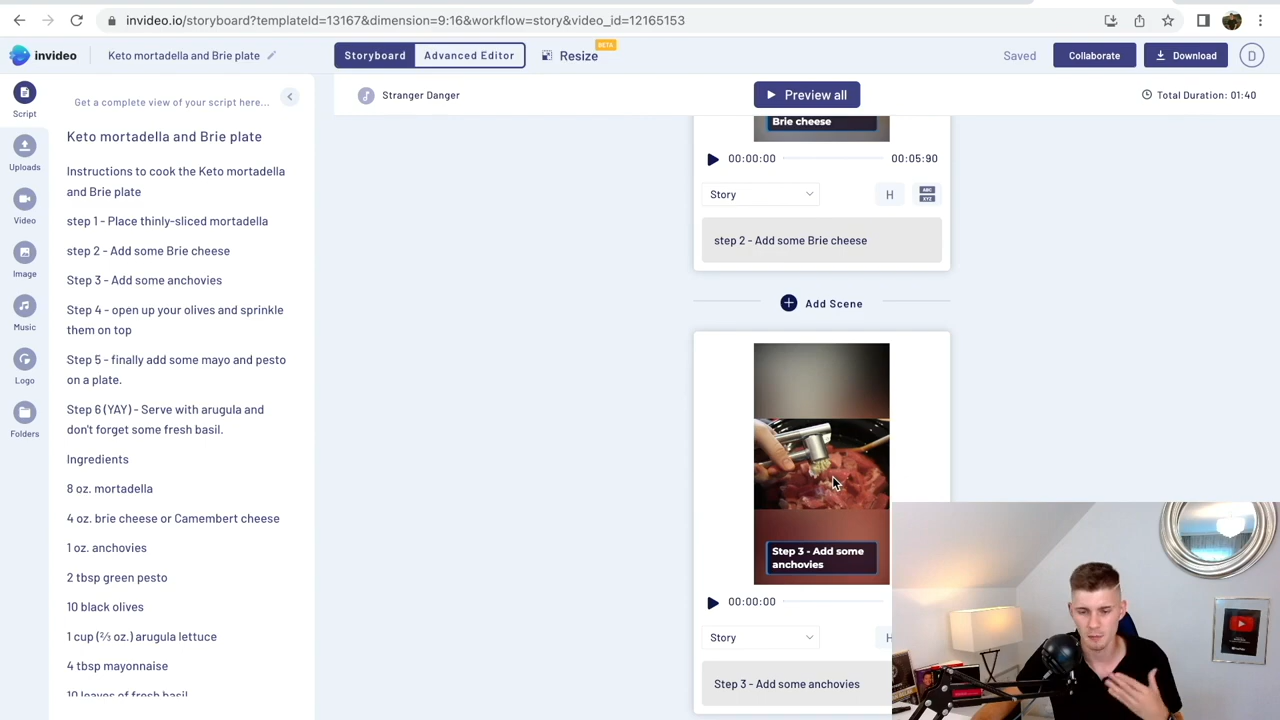 invideo.io/storyboard?templateId=13167&dimension=9:16&workflow=story&video_id=12165153
invideo
Keto mortadella and Brie plate
Storyboard
Advanced Editor
Resize
BETA
Saved
Collaborate
Download
D
Script
Uploads
Video
Image
Music
Logo
Folders
Get a complete view of your script here...
Keto mortadella and Brie plate
Instructions to cook the Keto mortadella
and Brie plate
step 1 - Place thinly-sliced mortadella
step 2 - Add some Brie cheese
Step 3 - Add some anchovies
Step 4 - open up your olives and sprinkle
them on top
Step 5 - finally add some mayo and pesto
on a plate.
Step 6 (YAY) - Serve with arugula and
don't forget some fresh basil.
Ingredients
8 oz. mortadella
4 oz. brie cheese or Camembert cheese
1 oz. anchovies
2 tbsp green pesto
10 black olives
1 cup (⅔ oz.) arugula lettuce
4 tbsp mayonnaise
10 leaves of fresh basil
Stranger Danger
Preview all
Total Duration: 01:40
Brie cheese
00:00:00
00:05:90
Story
H
ABC
XYZ
step 2 - Add some Brie cheese
Add Scene
Step 3 - Add some
anchovies
00:00:00
Story
H
Step 3 - Add some anchovies